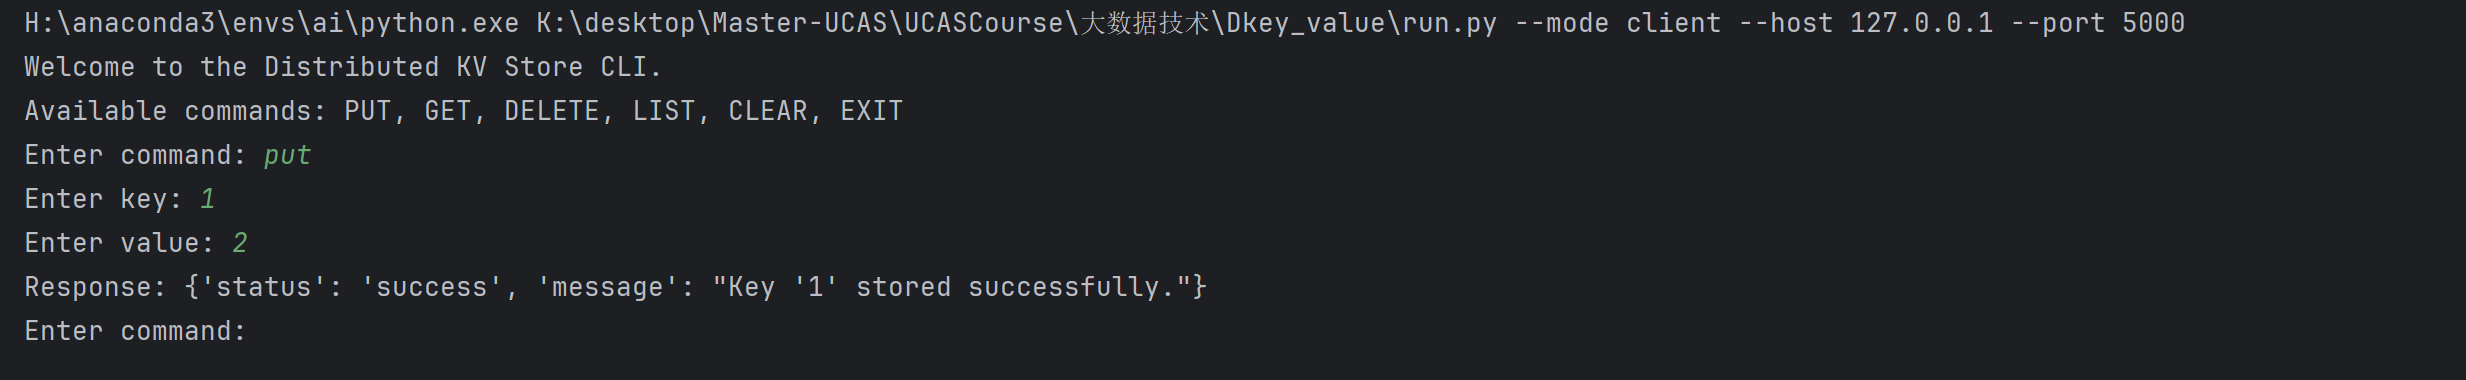 H:\anaconda3\envs\ai\python.exe K:\desktop\Master-UCAS\UCASCourse\大数据技术\Dkey_value\run.py --mode client --host 127.0.0.1 --port 5000
Welcome to the Distributed KV Store CLI.
Available commands: PUT, GET, DELETE, LIST, CLEAR, EXIT
Enter command: put
Enter key: 1
Enter value: 2
Response: {'status': 'success', 'message': "Key '1' stored successfully."}
Enter command: